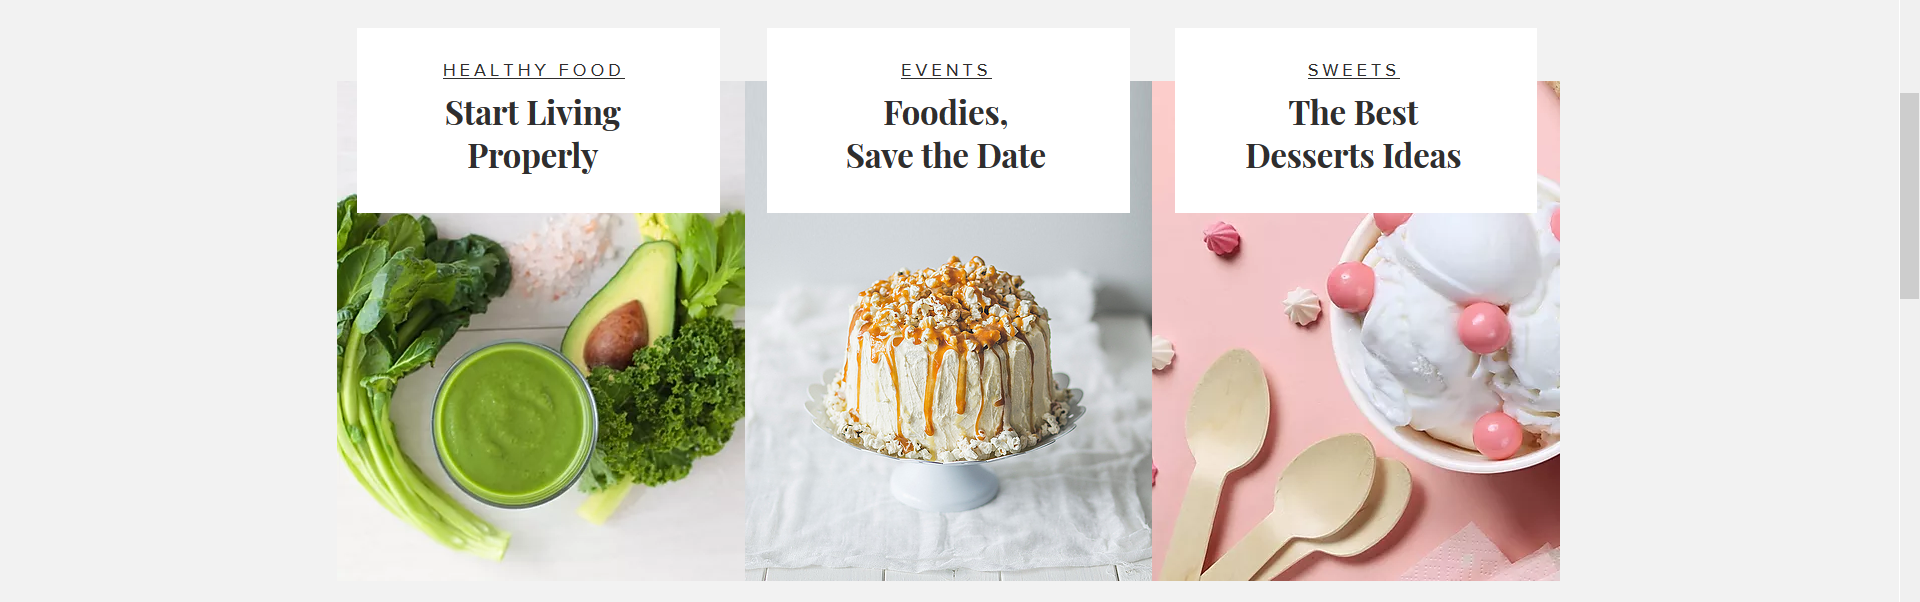 HEALTHY FOOD
Start Living
Properly
EVENTS
Foodies,
Save the Date
SWEETS
The Best
Desserts Ideas